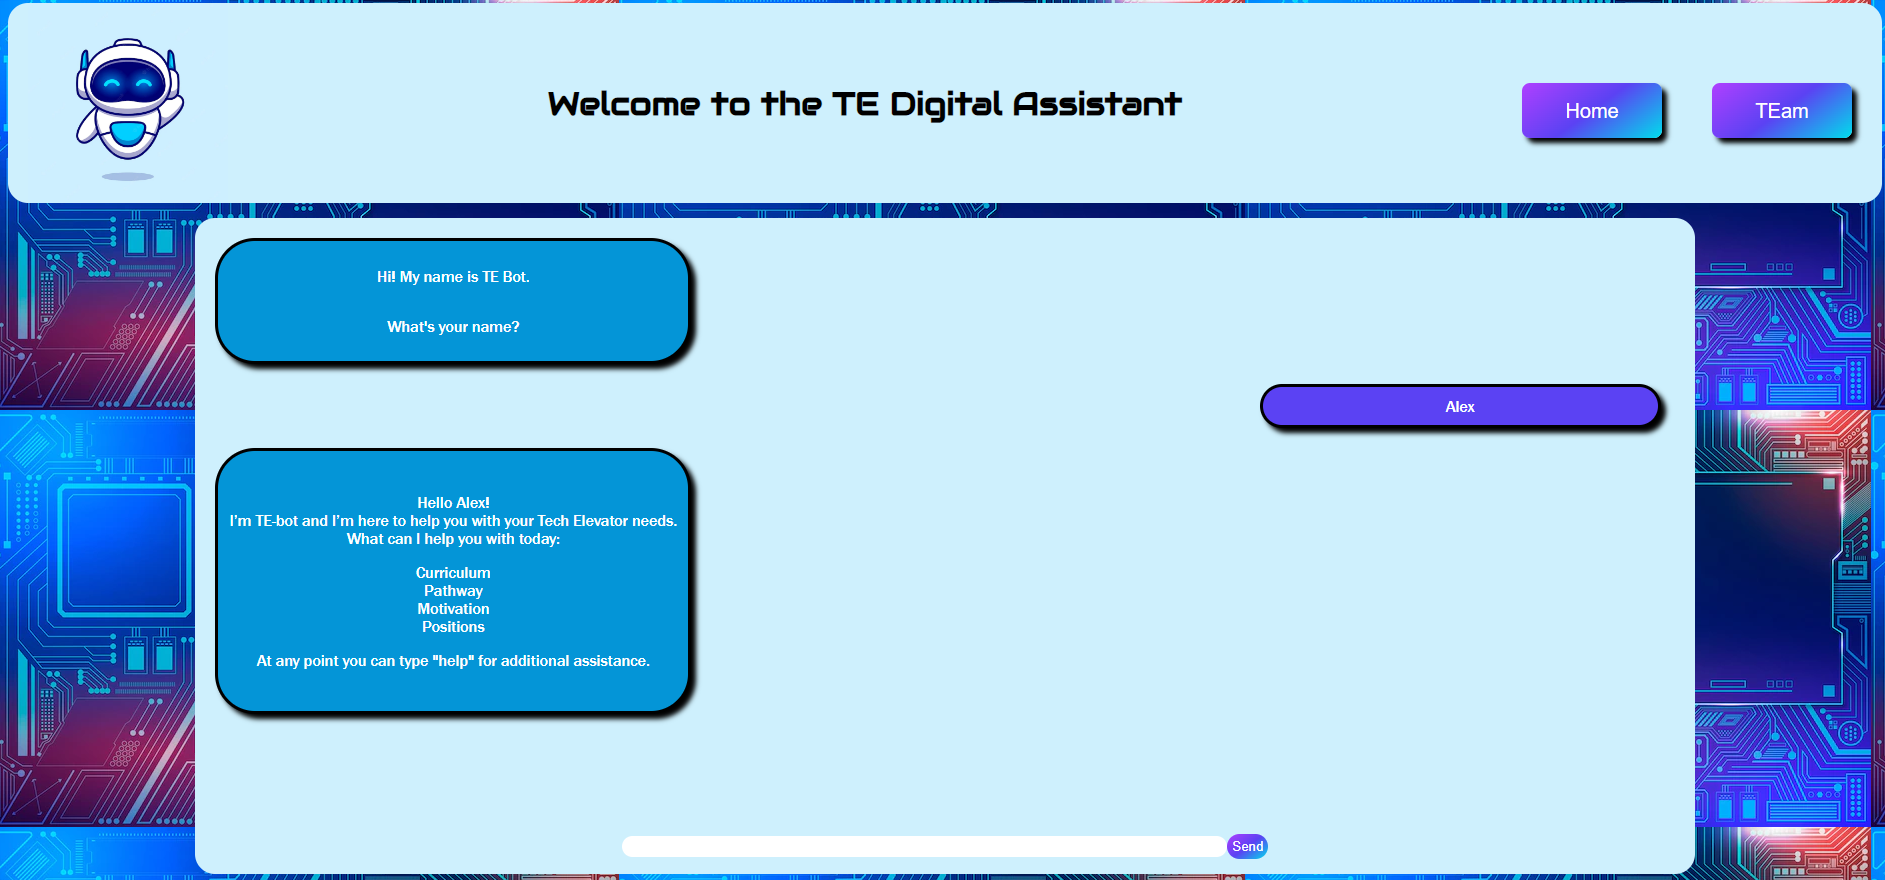 Welcome to the TE Digital Assistant
Home
TEam
Hi! My name is TE Bot.
What's your name?
Alex
Hello Alex!
I'm TE-bot and I'm here to help you with your Tech Elevator needs.
What can I help you with today:
Curriculum
Pathway
Motivation
Positions
At any point you can type "help" for additional assistance.
Send